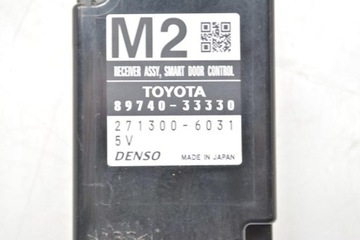 M2
RECEIVER ASSY, SMART DOOR CONTROL
TOYOTA
89740-33330
271300-6031
5V
DENSO MADE IN JAPAN